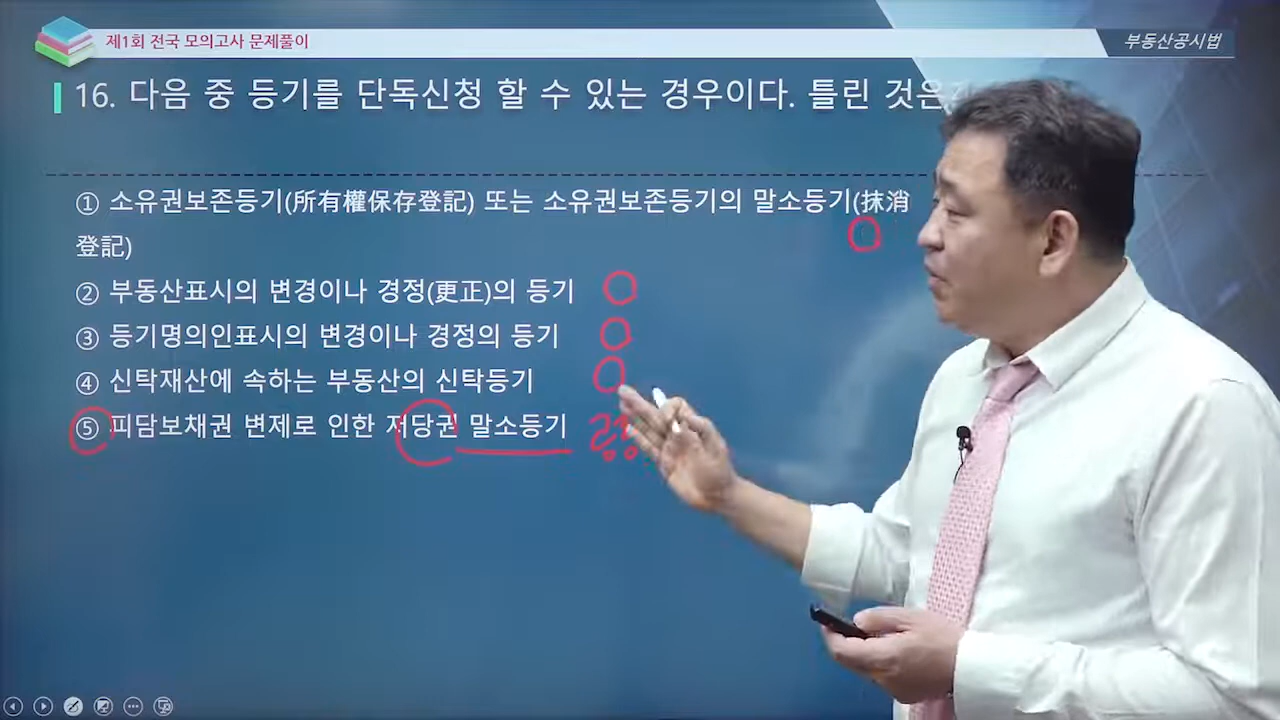 제1회 전국 모의고사 문제풀이
부동산공시법
16. 다음 중 등기를 단독신청 할 수 있는 경우이다. 틀린 것은
① 소유권보존등기(所有權保存登記) 또는 소유권보존등기의 말소등기(抹消
登記)
② 부동산표시의 변경이나 경정(更正)의 등기
③ 등기명의인표시의 변경이나 경정의 등기
④ 신탁재산에 속하는 부동산의 신탁등기
⑤ 피담보채권 변제로 인한 저당권 말소등기